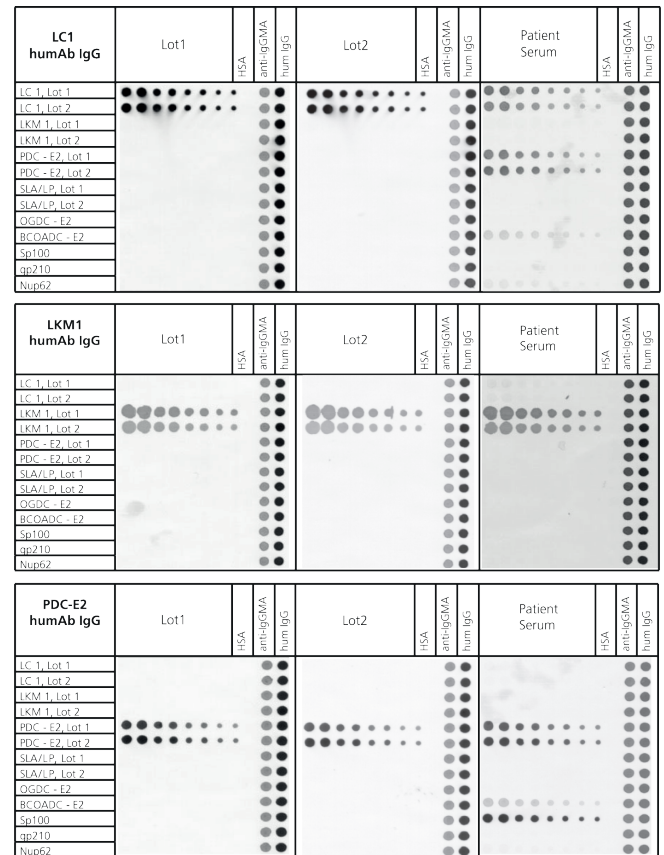 LC1
humAb IgG
Lot1
HSA
anti-IgGMA
hum IgG
Lot2
HSA
anti-IgGMA
hum IgG
Patient
Serum
HSA
anti-IgGMA
hum IgG
LC 1, Lot 1
LC 1, Lot 2
LKM 1, Lot 1
LKM 1, Lot 2
PDC - E2, Lot 1
PDC - E2, Lot 2
SLA/LP, Lot 1
SLA/LP, Lot 2
OGDC - E2
BCOADC - E2
Sp100
gp210
Nup62
LKM1
humAb IgG
Lot1
HSA
anti-IgGMA
hum IgG
Lot2
HSA
anti-IgGMA
hum IgG
Patient
Serum
HSA
anti-IgGMA
hum IgG
LC 1, Lot 1
LC 1, Lot 2
LKM 1, Lot 1
LKM 1, Lot 2
PDC - E2, Lot 1
PDC - E2, Lot 2
SLA/LP, Lot 1
SLA/LP, Lot 2
OGDC - E2
BCOADC - E2
Sp100
gp210
Nup62
PDC-E2
humAb IgG
Lot1
HSA
anti-IgGMA
hum IgG
Lot2
HSA
anti-IgGMA
hum IgG
Patient
Serum
HSA
anti-IgGMA
hum IgG
LC 1, Lot 1
LC 1, Lot 2
LKM 1, Lot 1
LKM 1, Lot 2
PDC - E2, Lot 1
PDC - E2, Lot 2
SLA/LP, Lot 1
SLA/LP, Lot 2
OGDC - E2
BCOADC - E2
Sp100
gp210
Nup62